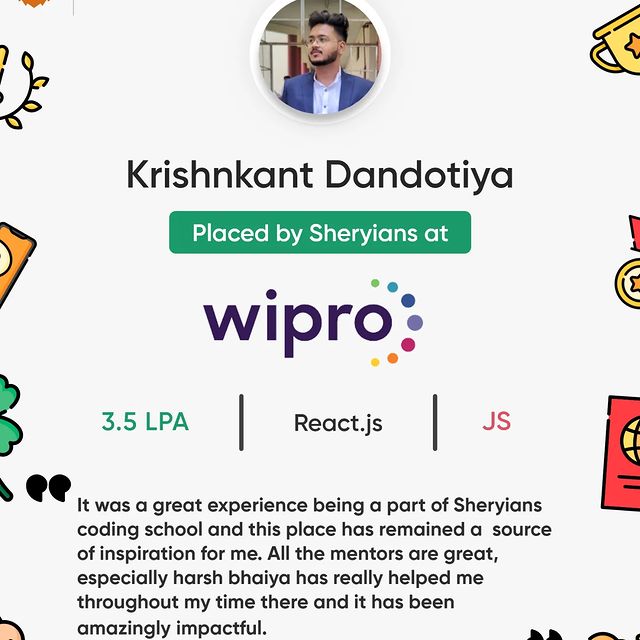 Krishnkant Dandotiya
Placed by Sheryians at
wipro
3.5 LPA
React.js
JS
It was a great experience being a part of Sheryians
coding school and this place has remained a source
of inspiration for me. All the mentors are great,
especially harsh bhaiya has really helped me
throughout my time there and it has been
amazingly impactful.